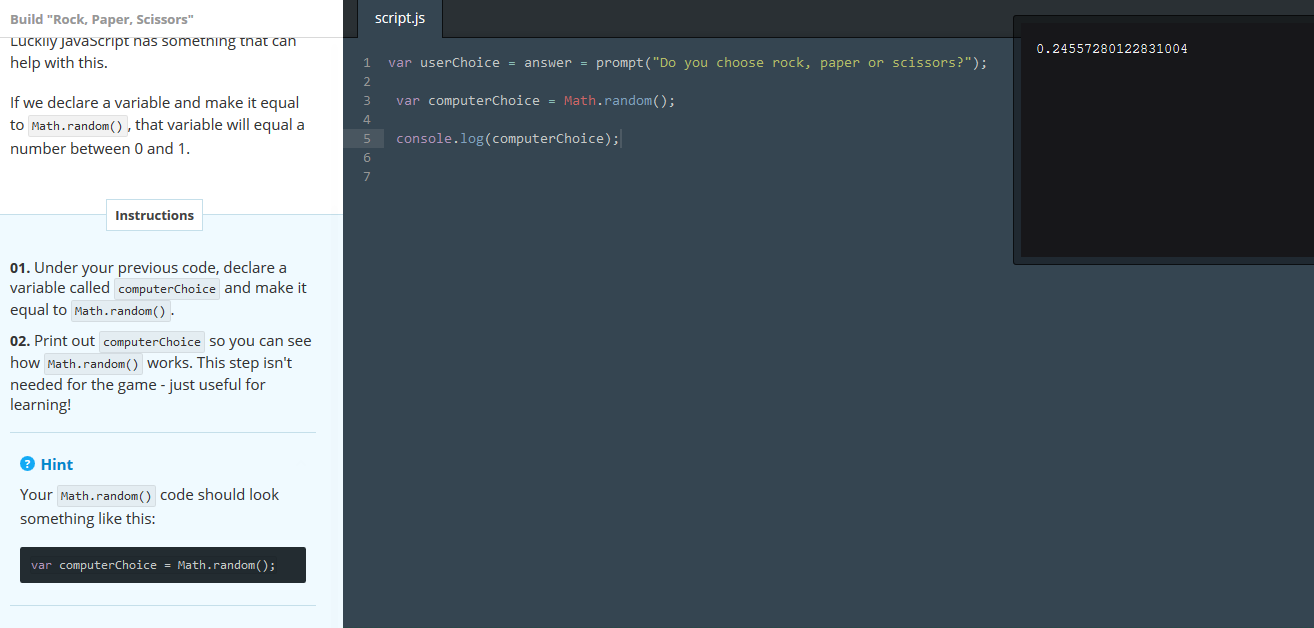 Build "Rock, Paper, Scissors"
Luckily JavaScript has something that can
help with this.
If we declare a variable and make it equal
to Math.random(), that variable will equal a
number between 0 and 1.
Instructions
01. Under your previous code, declare a
variable called computerChoice and make it
equal to Math.random().
02. Print out computerChoice so you can see
how Math.random() works. This step isn't
needed for the game - just useful for
learning!
? Hint
Your Math.random() code should look
something like this:
var computerChoice = Math.random();
script.js
1 var userChoice = answer = prompt("Do you choose rock, paper or scissors?");
2
3 var computerChoice = Math.random();
4
5 console.log(computerChoice);
6
7
0.24557280122831004